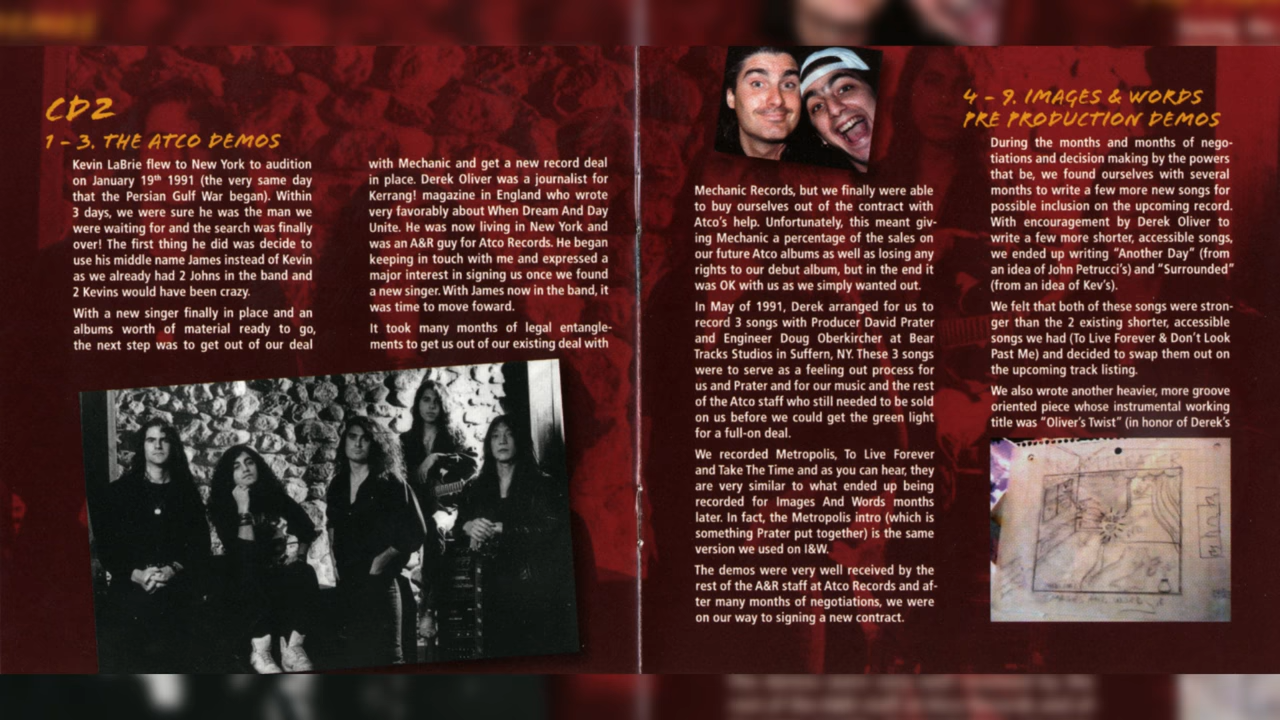 CD2
1 - 3. THE ATCO DEMOS
Kevin LaBrie flew to New York to audition
on January 19th 1991 (the very same day
that the Persian Gulf War began). Within
3 days, we were sure he was the man we
were waiting for and the search was finally
over! The first thing he did was decide to
use his middle name James instead of Kevin
as we already had 2 Johns in the band and
2 Kevins would have been crazy.
With a new singer finally in place and an
albums worth of material ready to go,
the next step was to get out of our deal
with Mechanic and get a new record deal
in place. Derek Oliver was a journalist for
Kerrang! magazine in England who wrote
very favorably about When Dream And Day
Unite. He was now living in New York and
was an A&R guy for Atco Records. He began
keeping in touch with me and expressed a
major interest in signing us once we found
a new singer. With James now in the band, it
was time to move foward.
It took many months of legal entangle-
ments to get us out of our existing deal with
Mechanic Records, but we finally were able
to buy ourselves out of the contract with
Atco's help. Unfortunately, this meant giv-
ing Mechanic a percentage of the sales on
our future Atco albums as well as losing any
rights to our debut album, but in the end it
was OK with us as we simply wanted out.
In May of 1991, Derek arranged for us to
record 3 songs with Producer David Prater
and Engineer Doug Oberkircher at Bear
Tracks Studios in Suffern, NY. These 3 songs
were to serve as a feeling out process for
us and Prater and for our music and the rest
of the Atco staff who still needed to be sold
on us before we could get the green light
for a full-on deal.
We recorded Metropolis, To Live Forever
and Take The Time and as you can hear, they
are very similar to what ended up being
recorded for Images And Words months
later. In fact, the Metropolis intro (which is
something Prater put together) is the same
version we used on I&W.
The demos were very well received by the
rest of the A&R staff at Atco Records and af-
ter many months of negotiations, we were
on our way to signing a new contract.
4 - 9. IMAGES & WORDS
PRE PRODUCTION DEMOS
During the months and months of nego-
tiations and decision making by the powers
that be, we found ourselves with several
months to write a few more new songs for
possible inclusion on the upcoming record.
With encouragement by Derek Oliver to
write a few more shorter, accessible songs,
we ended up writing "Another Day" (from
an idea of John Petrucci's) and "Surrounded"
(from an idea of Kev's).
We felt that both of these songs were stron-
ger than the 2 existing shorter, accessible
songs we had (To Live Forever & Don't Look
Past Me) and decided to swap them out on
the upcoming track listing.
We also wrote another heavier, more groove
oriented piece whose instrumental working
title was "Oliver's Twist" (in honor of Derek's